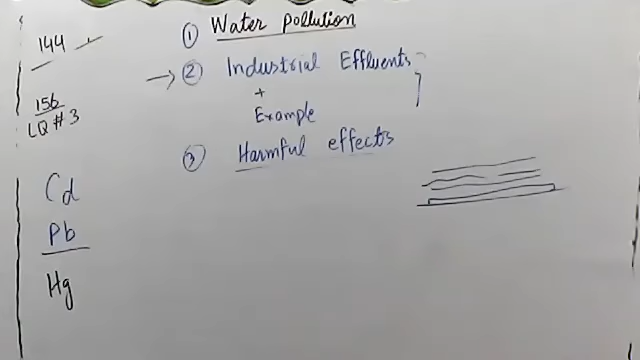 144
① Water pollution
② Industrial Effluents
+
Example
156
LQ # 3
③ Harmful effects
Cd
Pb
Hg